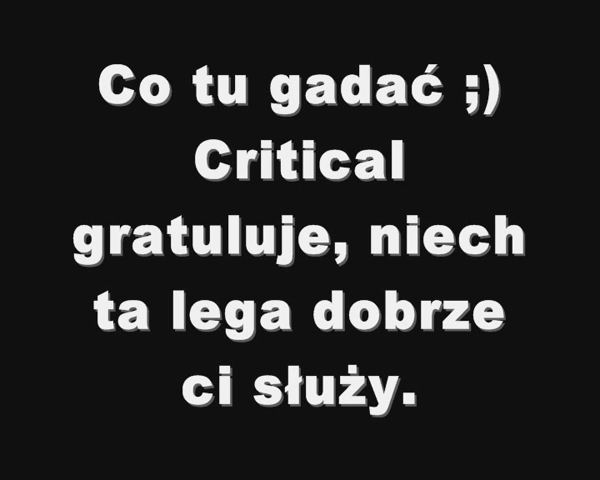 Co tu gadać ;)
Critical
gratuluje, niech
ta lega dobrze
ci służy.